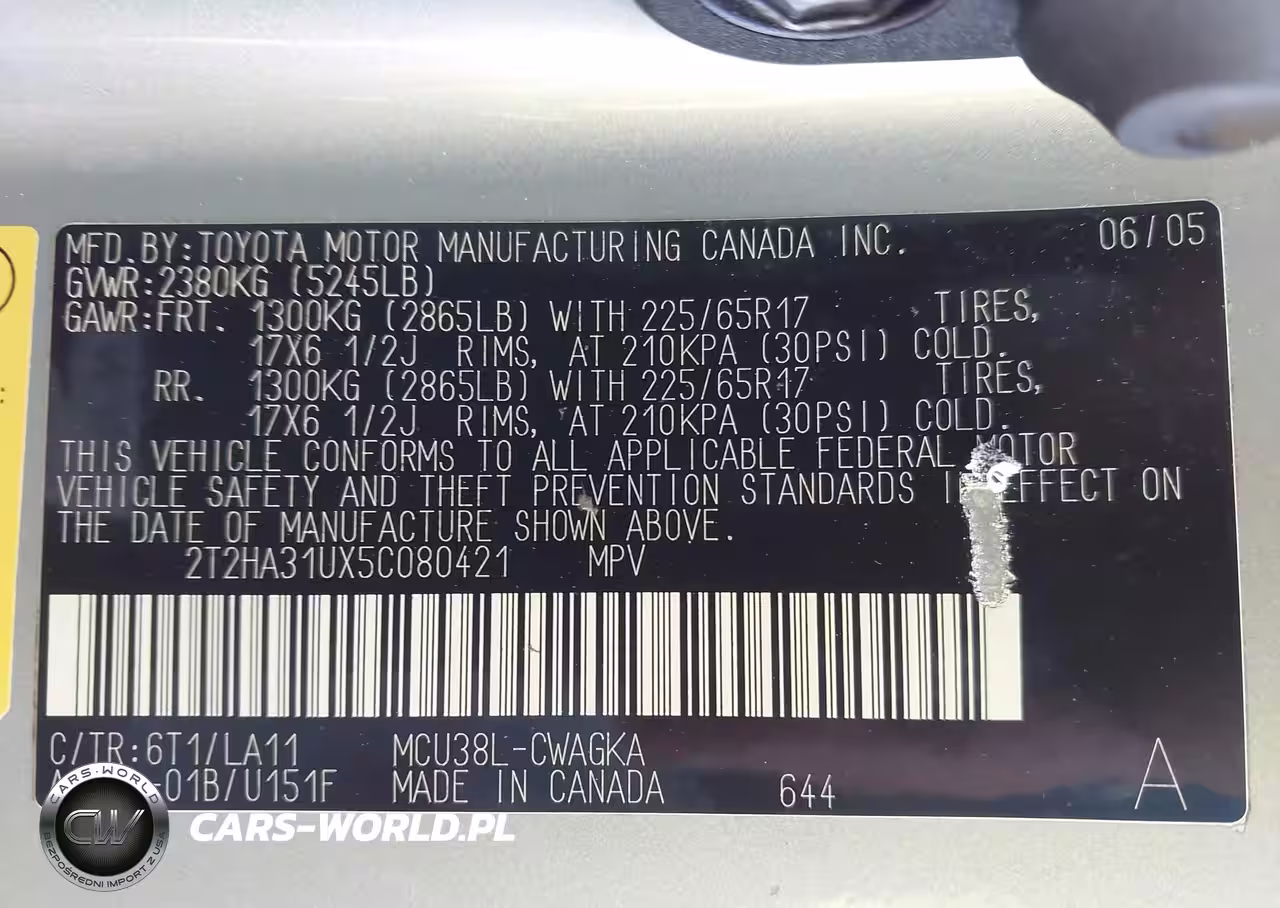 MFD.BY:TOYOTA MOTOR MANUFACTURING CANADA INC. 06/05
GVWR:2380KG (5245LB)
GAWR:FRT. 1300KG (2865LB) WITH 225/65R17 TIRES,
17X6 1/2J RIMS, AT 210KPA (30PSI) COLD.
RR. 1300KG (2865LB) WITH 225/65R17 TIRES,
17X6 1/2J RIMS, AT 210KPA (30PSI) COLD.
THIS VEHICLE CONFORMS TO ALL APPLICABLE FEDERAL MOTOR
VEHICLE SAFETY AND THEFT PREVENTION STANDARDS IN EFFECT ON
THE DATE OF MANUFACTURE SHOWN ABOVE.
2T2HA31UX5C080421 MPV
C/TR:6T1/LA11 MCU38L-CWAGKA
-01B/U151F MADE IN CANADA 644 A
CARS-WORLD
CW
BEZPOŚREDNI IMPORT Z USA
CARS-WORLD.PL